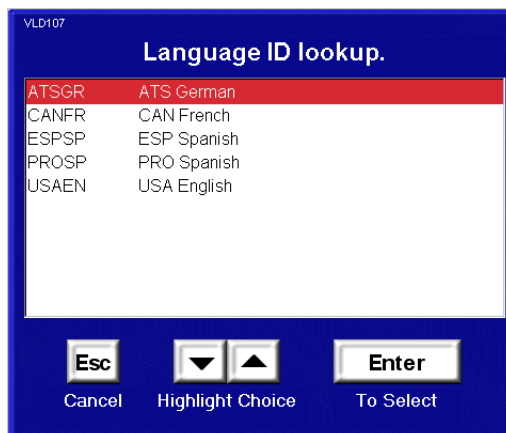 VLD107
Language ID lookup.
ATSGR ATS German
CANFR CAN French
ESPSP ESP Spanish
PROSP PRO Spanish
USAEN USA English
Esc Enter
Cancel Highlight Choice To Select